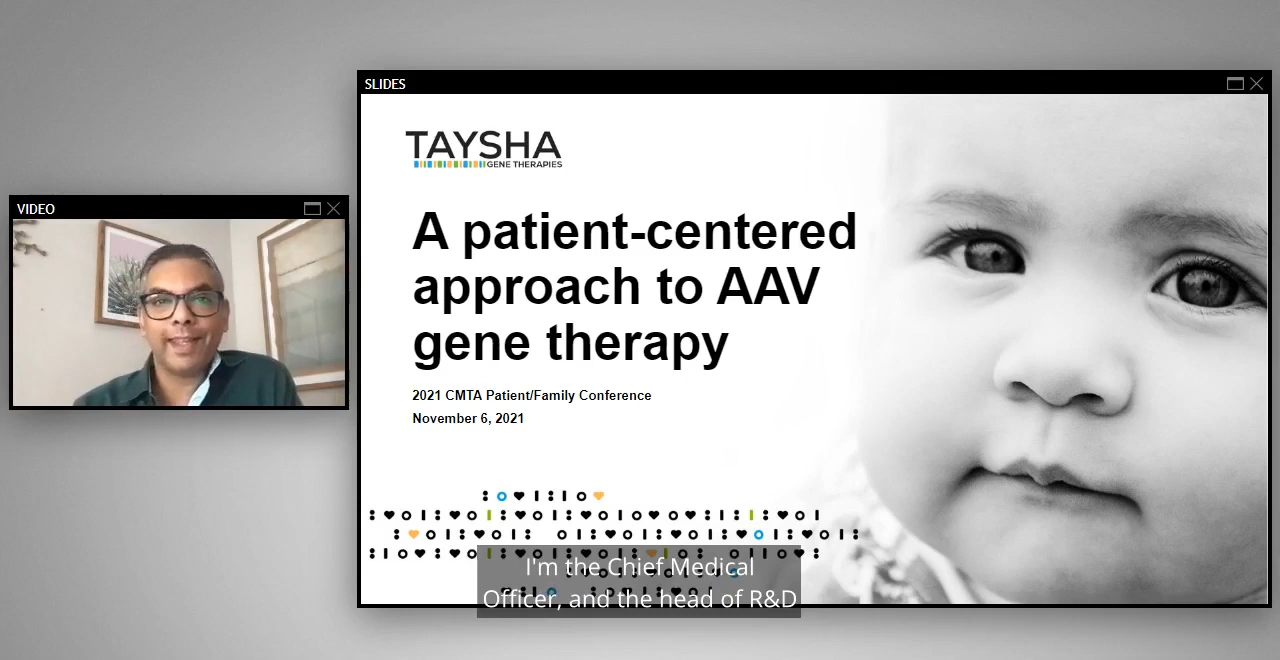 SLIDES
TAYSHA
GENE THERAPIES
VIDEO
A patient-centered
approach to AAV
gene therapy
2021 CMTA Patient/Family Conference
November 6, 2021
I'm the Chief Medical
Officer, and the head of R&D